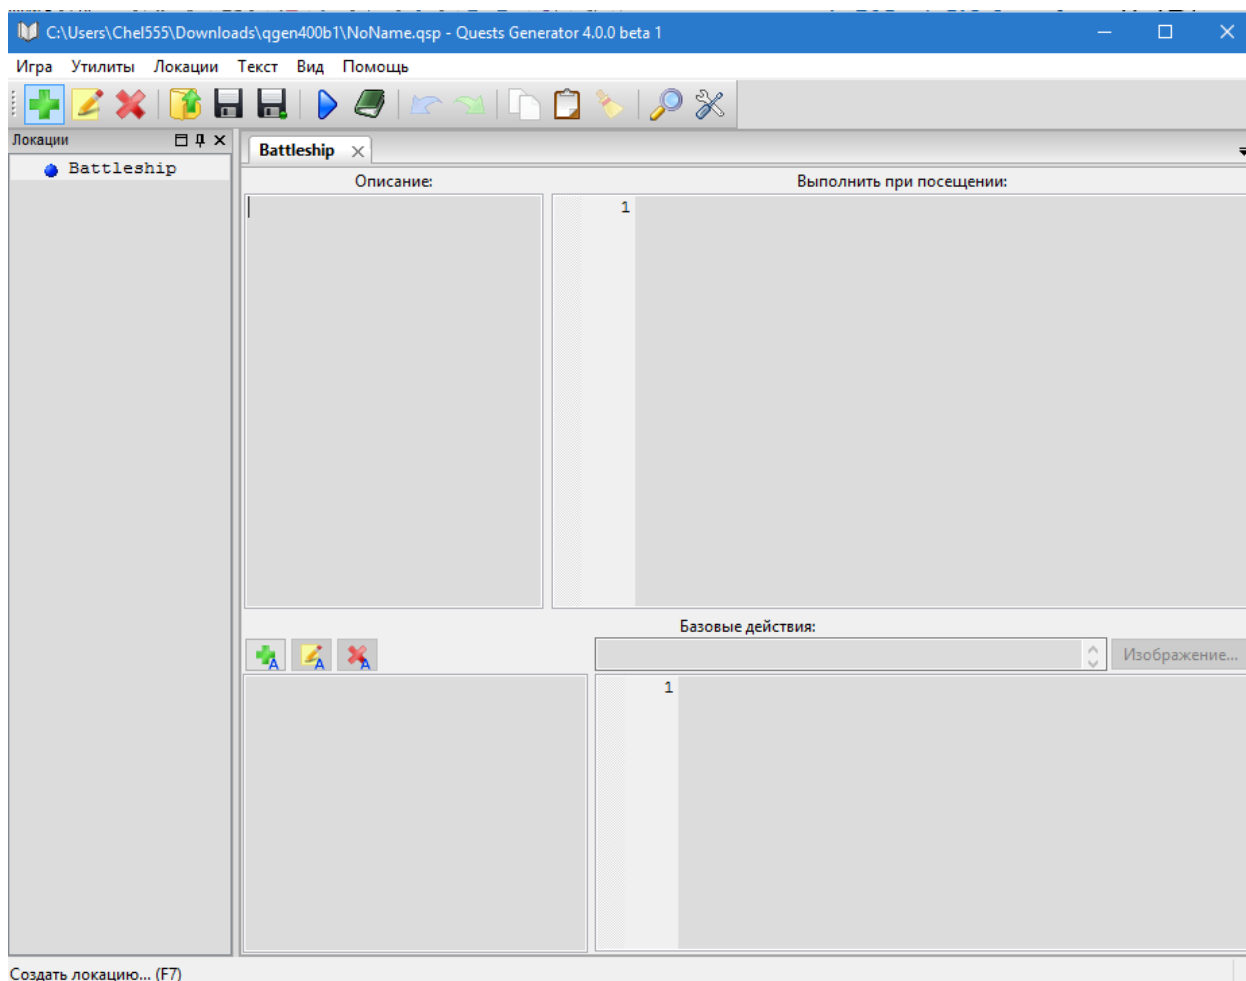 C:\Users\Chel555\Downloads\qgen400b1\NoName.qsp - Quests Generator 4.0.0 beta 1
Игра Утилиты Локации Текст Вид Помощь
Локации
Battleship
Battleship
Описание:
Выполнить при посещении:
1
Базовые действия:
Изображение...
1
Создать локацию... (F7)